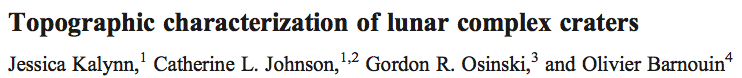 Topographic characterization of lunar complex craters
Jessica Kalynn,1 Catherine L. Johnson,1,2 Gordon R. Osinski,3 and Olivier Barnouin4